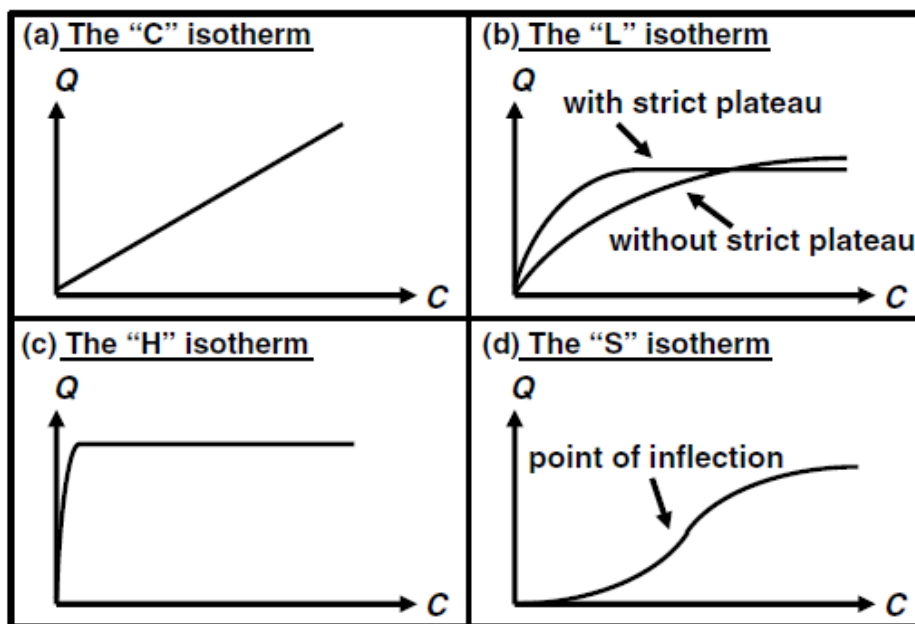 (a) The “C” isotherm
Q
C
(b) The “L” isotherm
Q
with strict plateau
without strict plateau
C
(c) The “H” isotherm
Q
C
(d) The “S” isotherm
Q
point of inflection
C